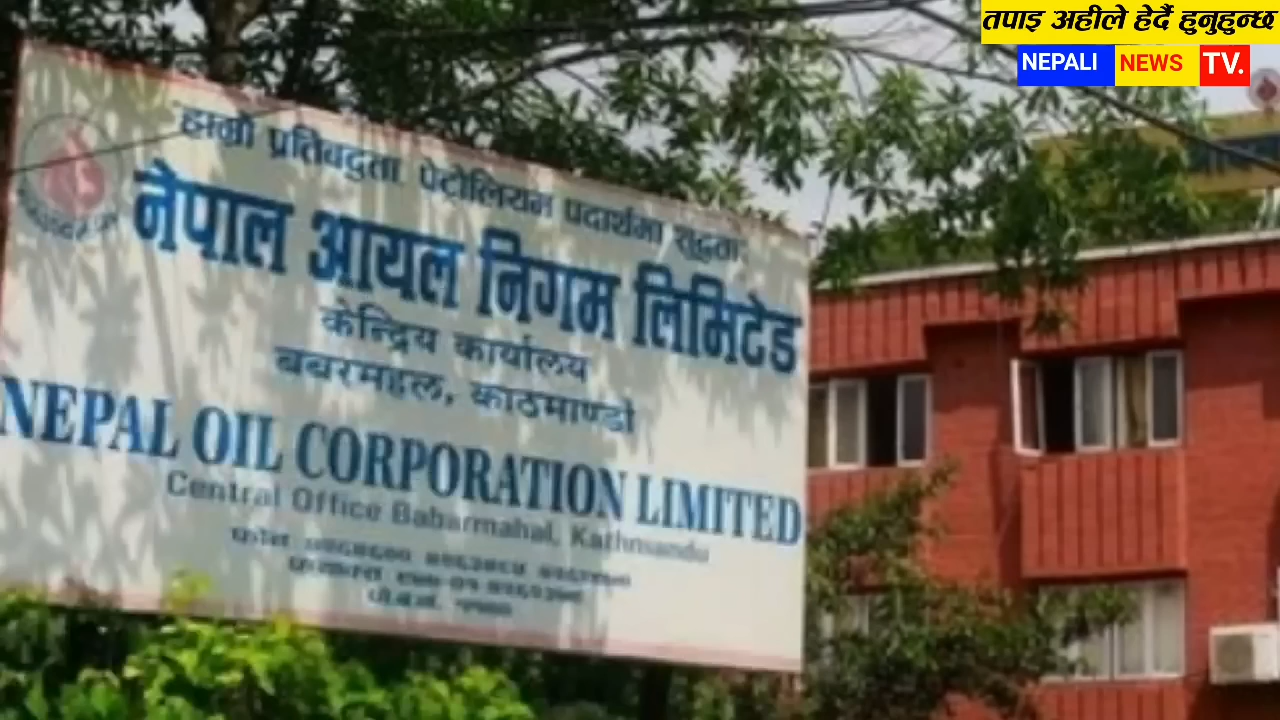 तपाइ अहीले हेर्दै हुनुहुन्छ
NEPALI NEWS TV.
हाम्रो प्रतिबद्धता पेट्रोलियम पदार्थमा शुद्धता
नेपाल आयल निगम लिमिटेड
केन्द्रिय कार्यालय
बबरमहल, काठमाण्डौ
NEPAL OIL CORPORATION LIMITED
Central Office Babarmahal, Kathmandu
फोन